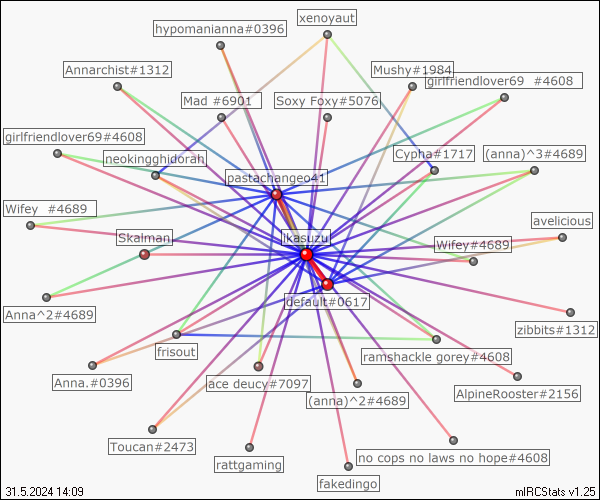 xenoyaut
hypomanianna#0396
Annarchist#1312
Mushy#1984
girlfriendlover69  #4608
Mad #6901
Soxy Foxy#5076
girlfriendlover69#4608
neokingghidorah
Cypha#1717
(anna)^3#4689
pastachangeo41
Wifey  #4689
avelicious
Skaiman
ikasuzu
Wifey#4689
default#0617
Anna^2#4689
zibbits#1312
frisout
ramshackle gorey#4608
Anna.#0396
ace deucy#7097
(anna)^2#4689
AlpineRooster#2156
Toucan#2473
rattgaming
no cops no laws no hope#4608
fakedingo
31.5.2024 14:09
mIRCStats v1.25